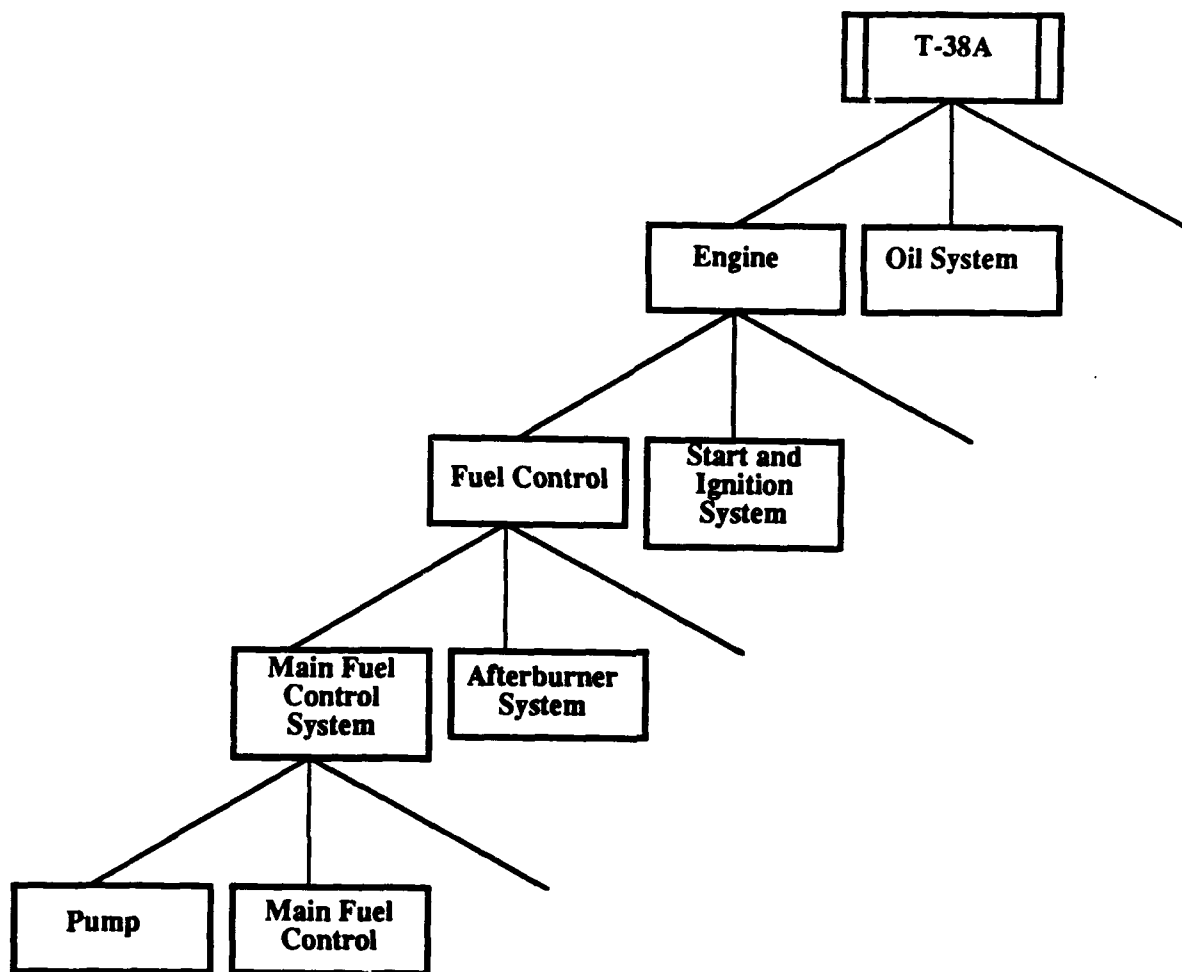 T-38A
Engine
Oil System
Fuel Control
Start and
Ignition
System
Main Fuel
Control
System
Afterburner
System
Pump
Main Fuel
Control